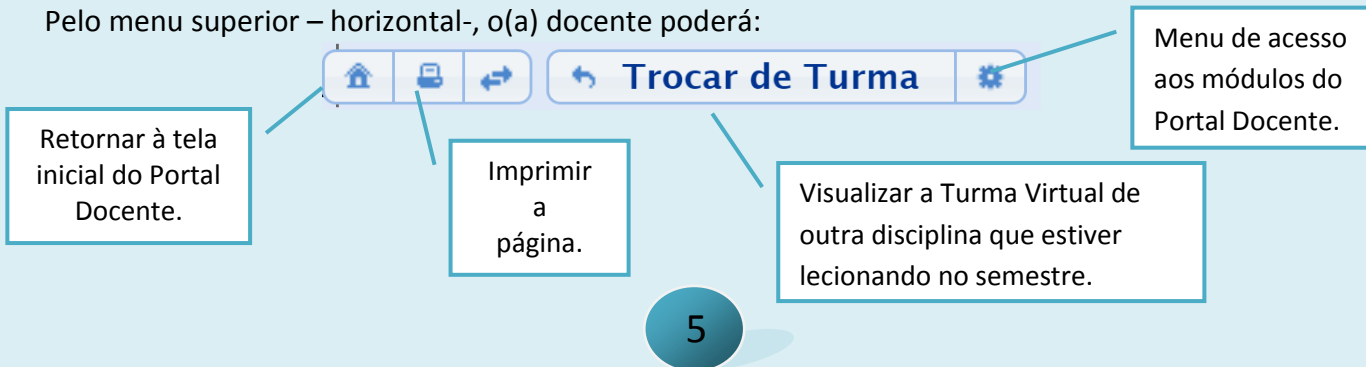 Pelo menu superior – horizontal-, o(a) docente poderá:
Trocar de Turma
Menu de acesso
aos módulos do
Portal Docente.
Retornar à tela
inicial do Portal
Docente.
Imprimir
a
página.
Visualizar a Turma Virtual de
outra disciplina que estiver
lecionando no semestre.
5